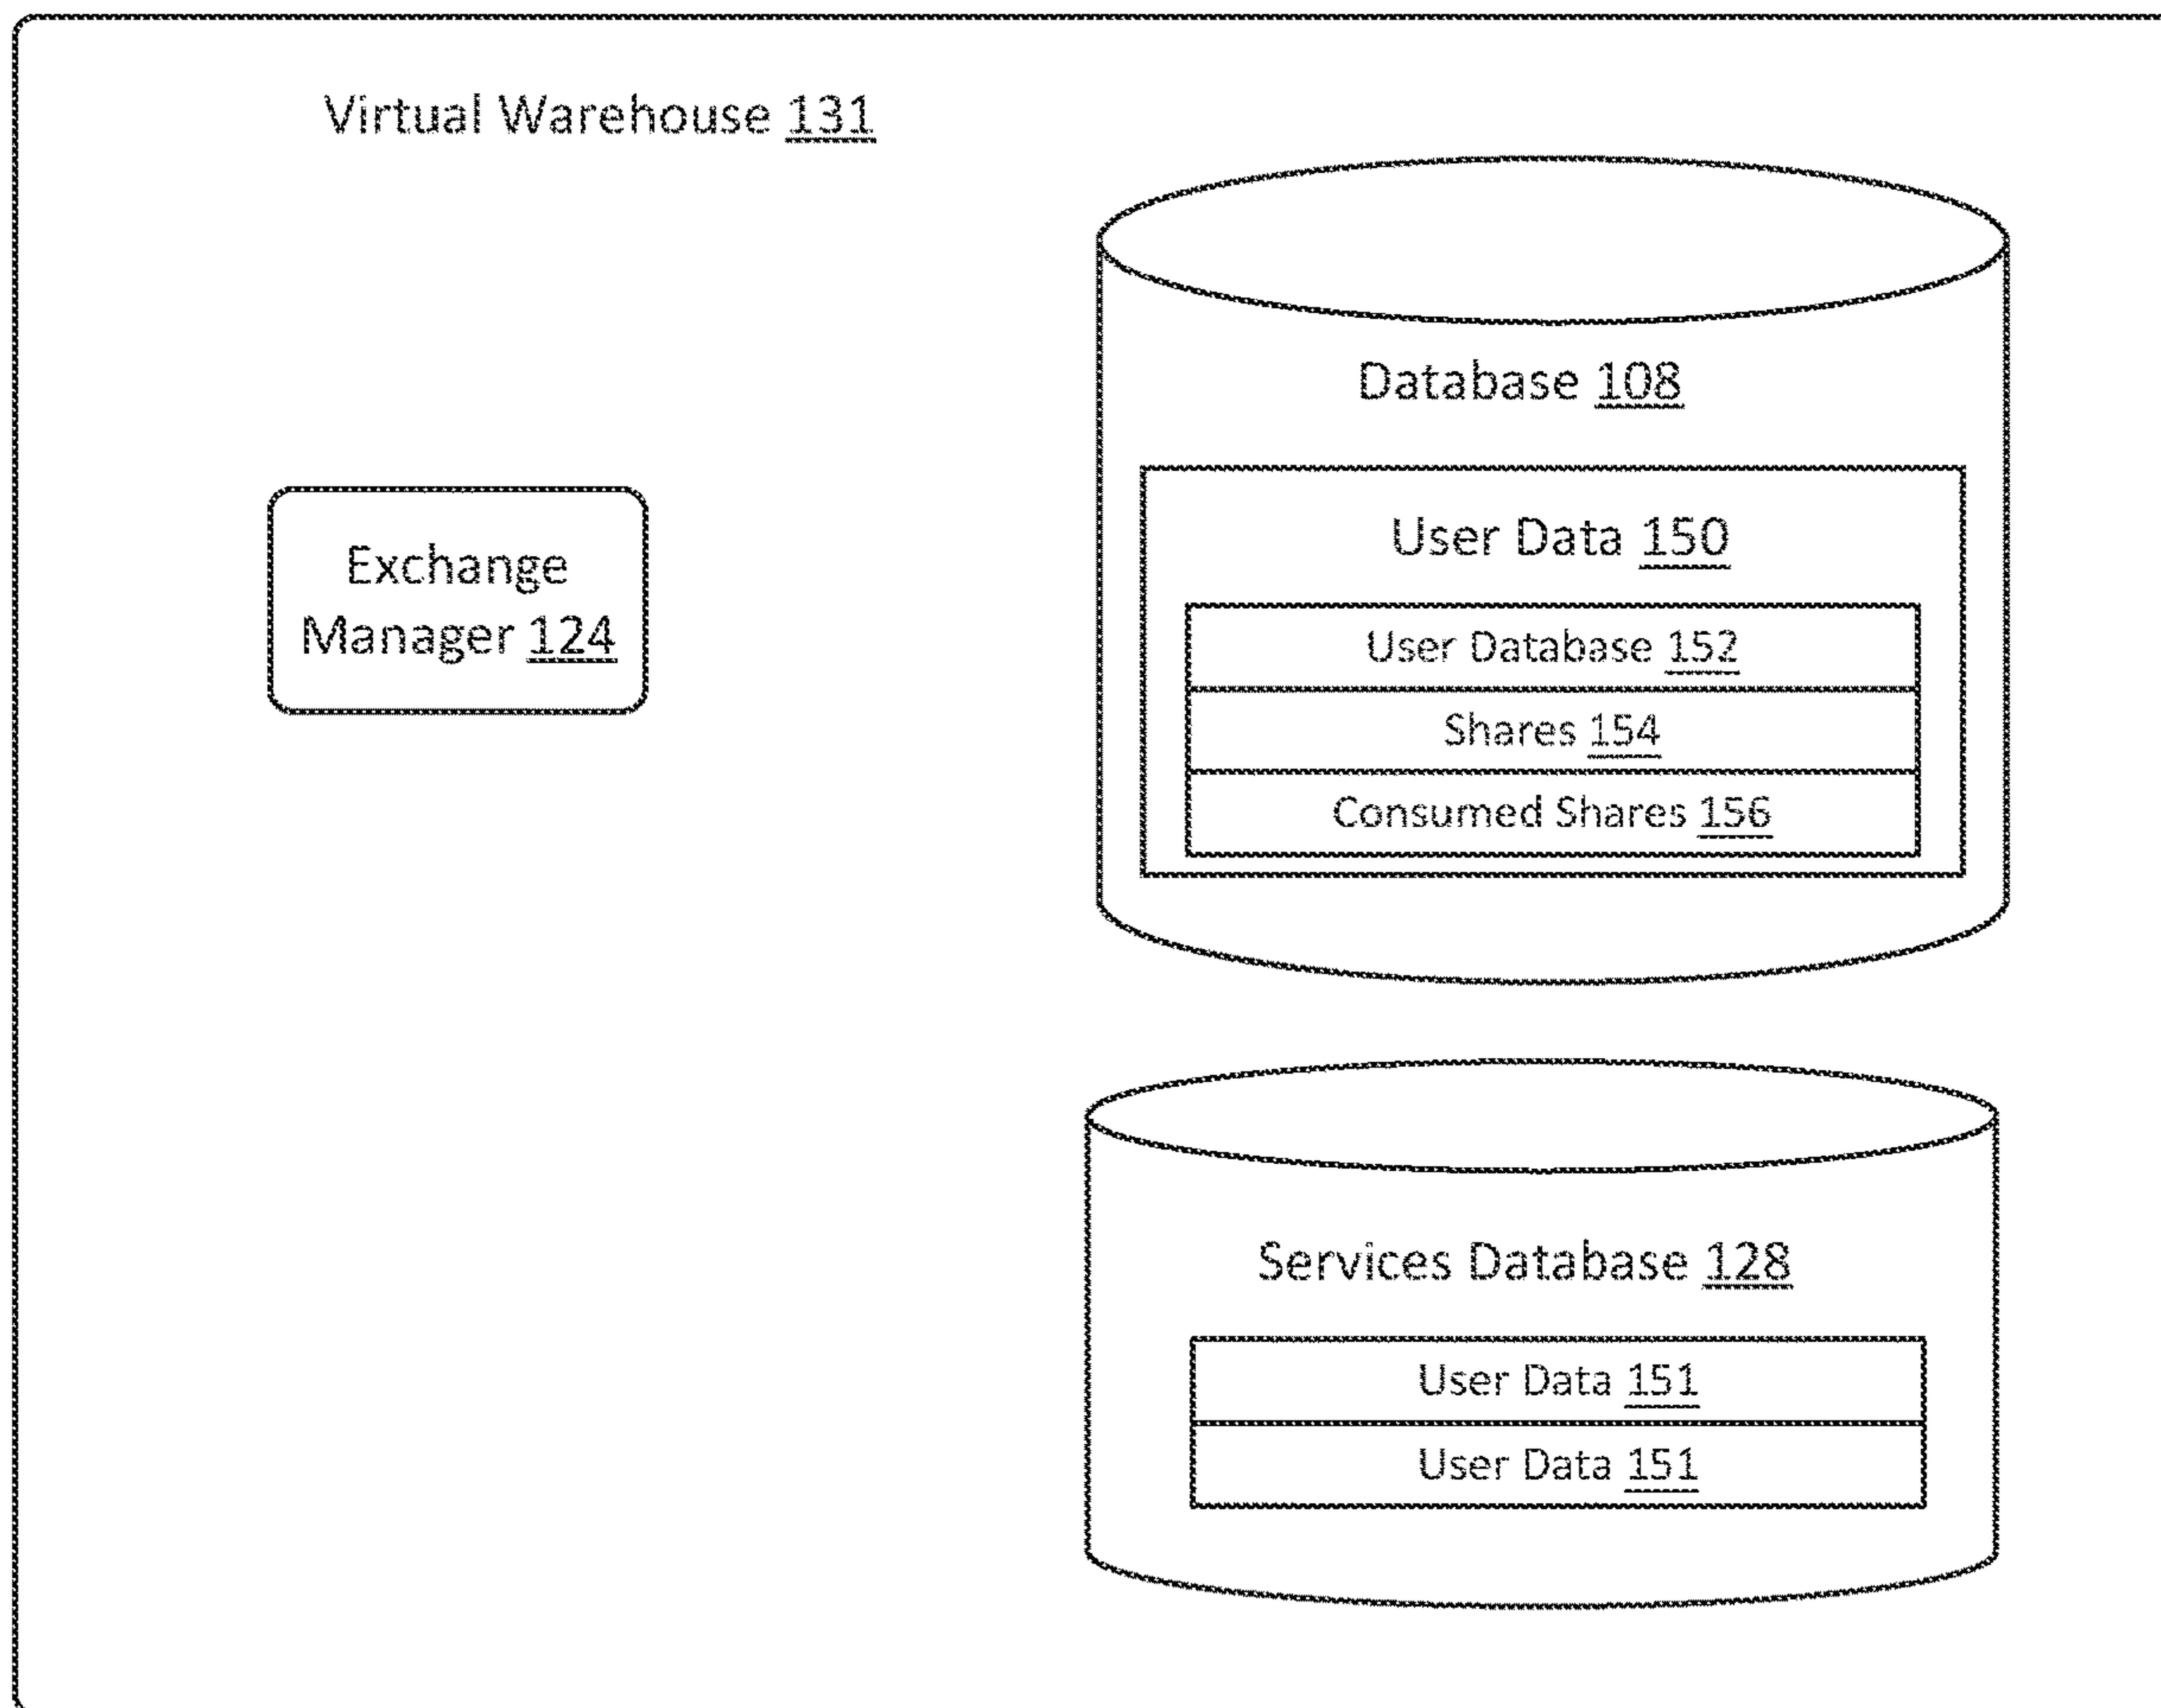 Virtual Warehouse 131
Database 108
User Data 150
Exchange
Manager 124
User Database 152
Shares 154
Consumed Shares 156
Services Database 128
User Data 151
User Data 151